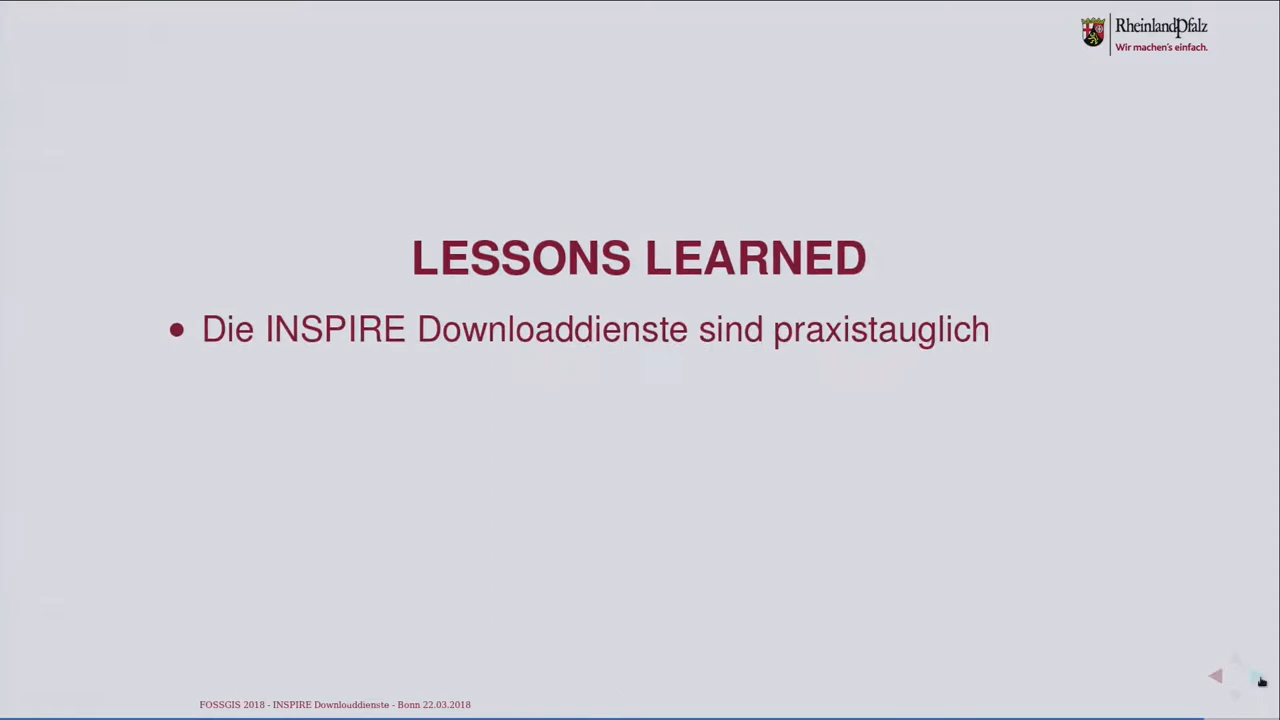 RheinlandPfalz
Wir machen's einfach.
LESSONS LEARNED
• Die INSPIRE Downloaddienste sind praxistauglich
FOSSGIS 2018 - INSPIRE Downloaddienste - Bonn 22.03.2018